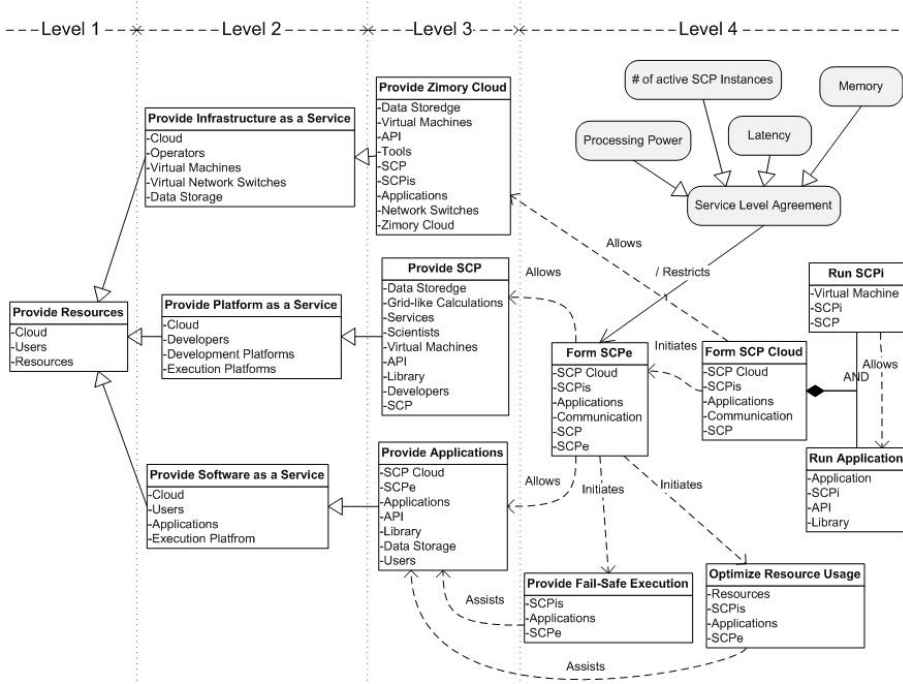 Level 1
Level 2
Level 3
Level 4
Provide Resources
-Cloud
-Users
-Resources
Provide Infrastructure as a Service
-Cloud
-Operators
-Virtual Machines
-Virtual Network Switches
-Data Storage
Provide Platform as a Service
-Cloud
-Developers
-Development Platforms
-Execution Platforms
Provide Software as a Service
-Cloud
-Users
-Applications
-Execution Platfrom
Provide Zimory Cloud
-Data Storedge
-Virtual Machines
-API
-Tools
-SCP
-SCPis
-Applications
-Network Switches
-Zimory Cloud
Provide SCP
-Data Storedge
-Grid-like Calculations
-Services
-Scientists
-Virtual Machines
-API
-Library
-Developers
-SCP
Provide Applications
-SCP Cloud
-SCPe
-Applications
-API
-Library
-Data Storage
-Users
# of active SCP Instances
Memory
Processing Power
Latency
Service Level Agreement
Allows
/ Restricts
Allows
Form SCPe
-SCP Cloud
-SCPis
-Applications
-Communication
-SCP
-SCPe
Initiates
Form SCP Cloud
-SCP Cloud
-SCPis
-Applications
-Communication
-SCP
Run SCPi
-Virtual Machine
-SCPi
-SCP
AND
Allows
Run Application
-Application
-SCPi
-API
-Library
Allows
Initiates
Initiates
Provide Fail-Safe Execution
-SCPis
-Applications
-SCPe
Optimize Resource Usage
-Resources
-SCPis
-Applications
-SCPe
Assists
Assists